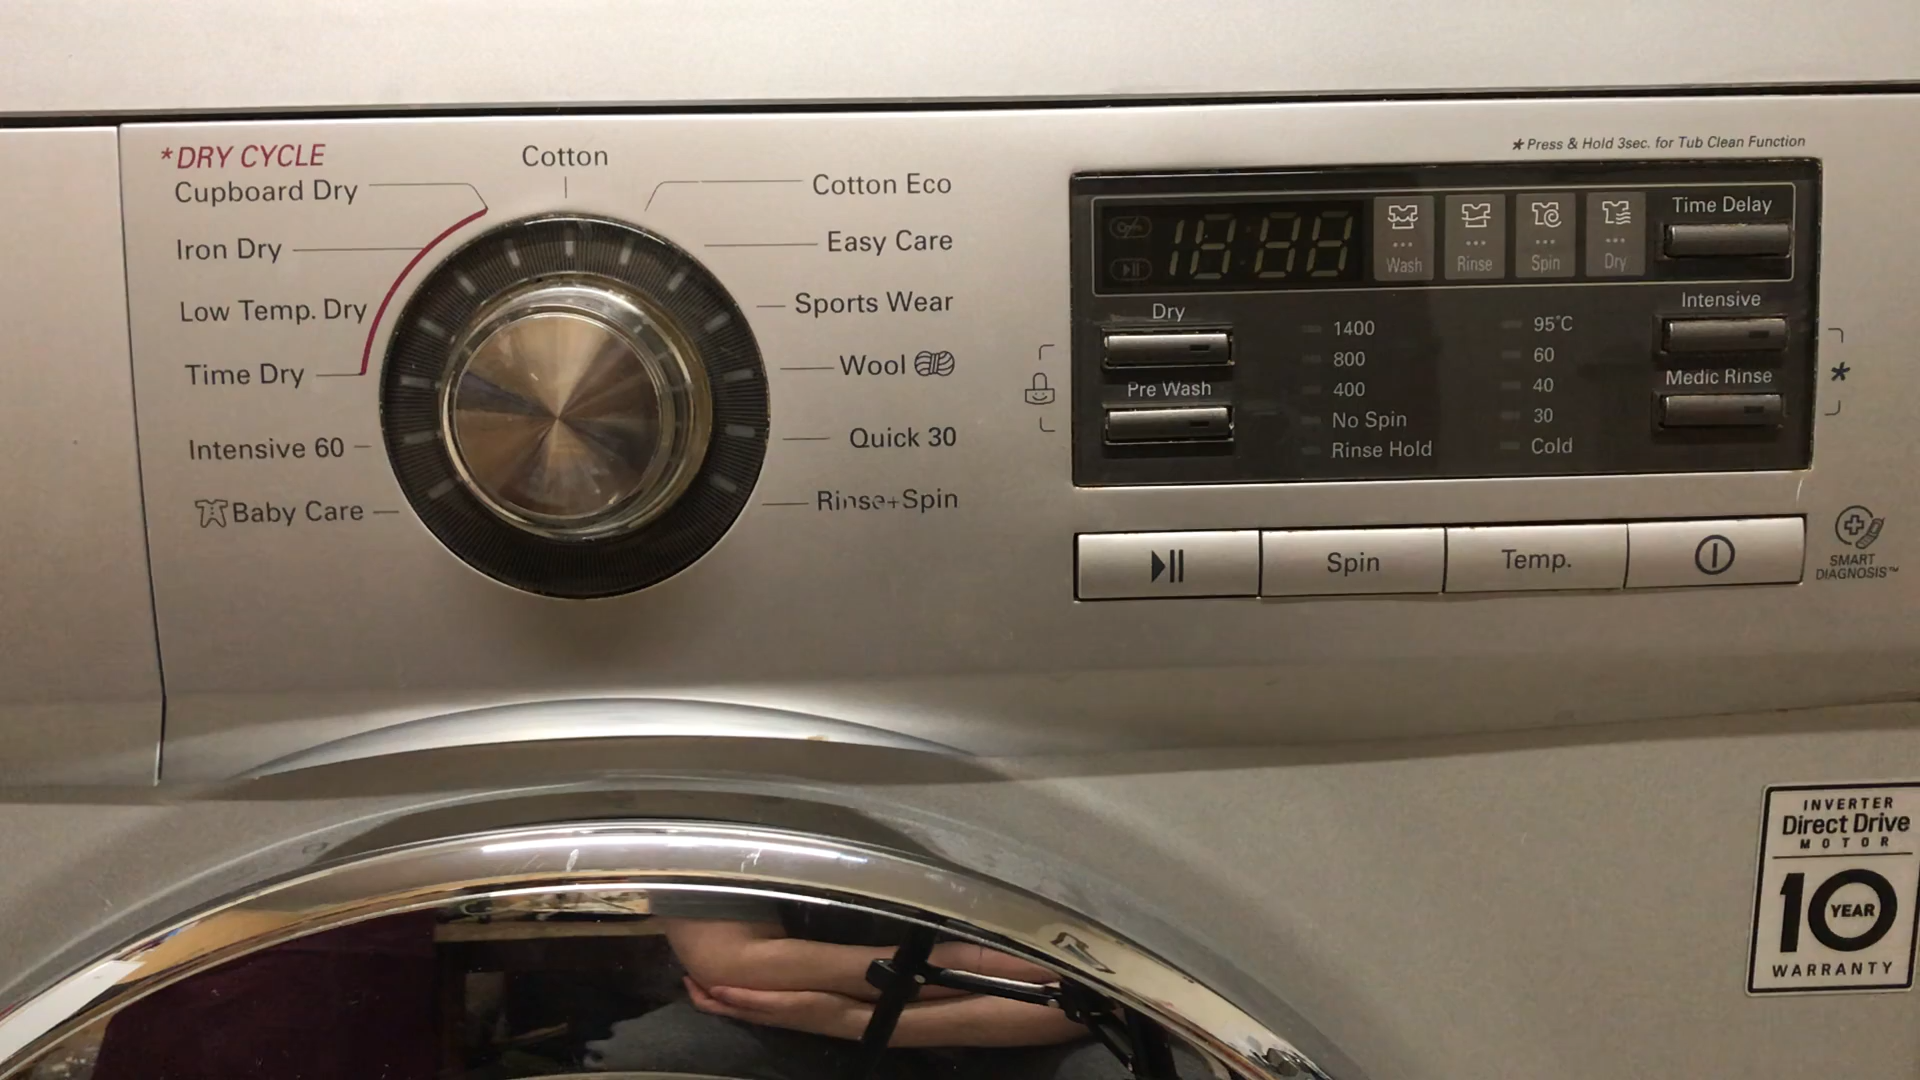 *DRY CYCLE
Cupboard Dry
Iron Dry
Low Temp. Dry
Time Dry
Intensive 60
Baby Care
Cotton
Cotton Eco
Easy Care
Sports Wear
Wool
Quick 30
Rinse+Spin
*Press & Hold 3sec. for Tub Clean Function
18:88
Wash
Rinse
Spin
Dry
Time Delay
Dry
Pre Wash
1400
800
400
No Spin
Rinse Hold
95°C
60
40
30
Cold
Intensive
Medic Rinse
*
Spin
Temp.
SMART
DIAGNOSIS™
INVERTER
Direct Drive
MOTOR
10 YEAR
WARRANTY